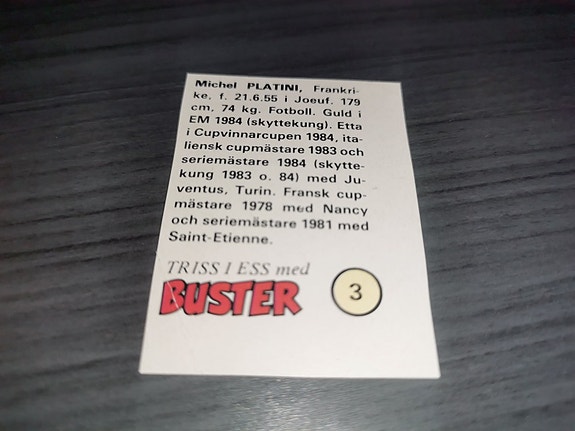 Michel PLATINI, Frankri-
ke, f. 21.6.55 i Joeuf. 179
cm, 74 kg. Fotboll. Guld i
EM 1984 (skyttekung). Etta
i Cupvinnarcupen 1984, ita-
liensk cupmästare 1983 och
seriemästare 1984 (skytte-
kung 1983 o. 84) med Ju-
ventus, Turin. Fransk cup-
mästare 1978 med Nancy
och seriemästare 1981 med
Saint-Etienne.
TRISS I ESS med
BUSTER
3